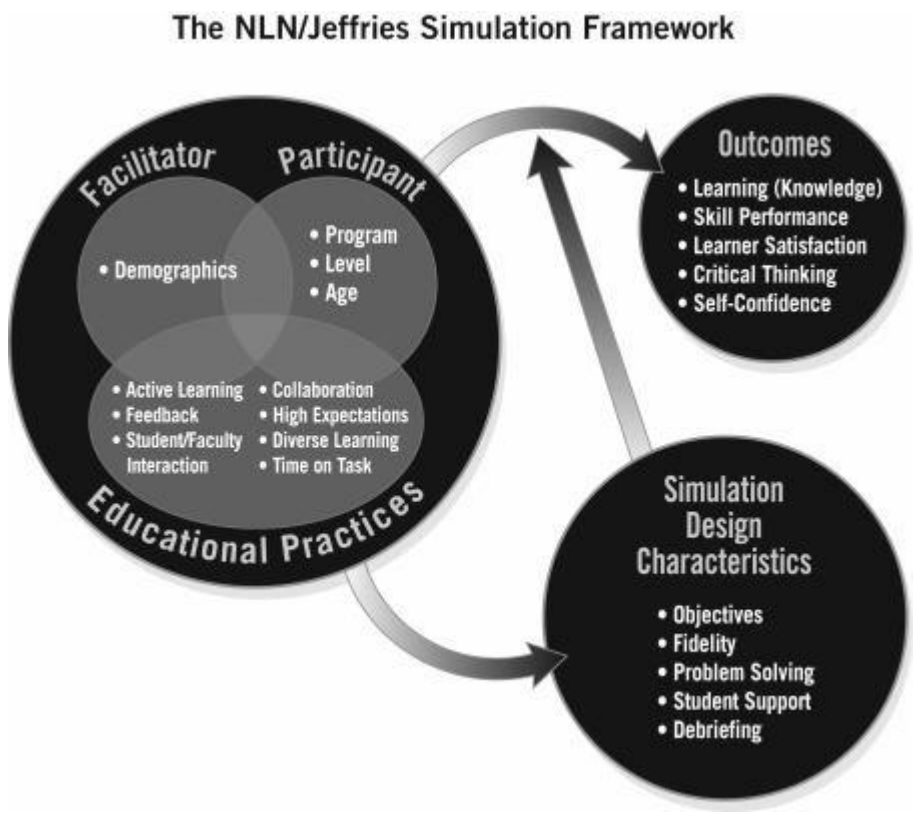 The NLN/Jeffries Simulation Framework
Facilitator
Participant
• Demographics
• Program
• Level
• Age
• Active Learning
• Feedback
• Student/Faculty
Interaction
• Collaboration
• High Expectations
• Diverse Learning
• Time on Task
Educational Practices
Outcomes
• Learning (Knowledge)
• Skill Performance
• Learner Satisfaction
• Critical Thinking
• Self-Confidence
Simulation
Design
Characteristics
• Objectives
• Fidelity
• Problem Solving
• Student Support
• Debriefing